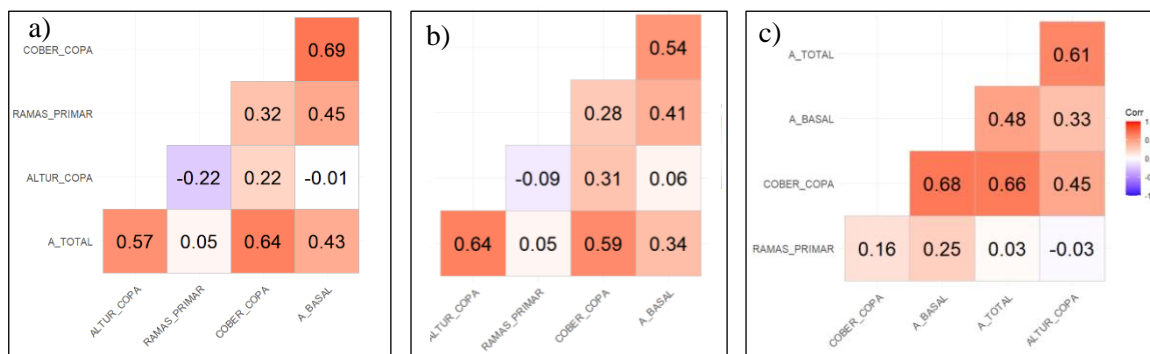 a)
COBER_COPA 0.69
RAMAS_PRIMAR 0.32 0.45
ALTUR_COPA -0.22 0.22 -0.01
A_TOTAL 0.57 0.05 0.64 0.43
ALTUR_COPA RAMAS_PRIMAR COBER_COPA A_BASAL
b)
0.54
0.28 0.41
-0.09 0.31 0.06
0.64 0.05 0.59 0.34
ALTUR_COPA RAMAS_PRIMAR COBER_COPA A_BASAL
c)
A_TOTAL 0.61
A_BASAL 0.48 0.33
COBER_COPA 0.68 0.66 0.45
RAMAS_PRIMAR 0.16 0.25 0.03 -0.03
COBER_COPA A_BASAL A_TOTAL ALTUR_COPA
Corr